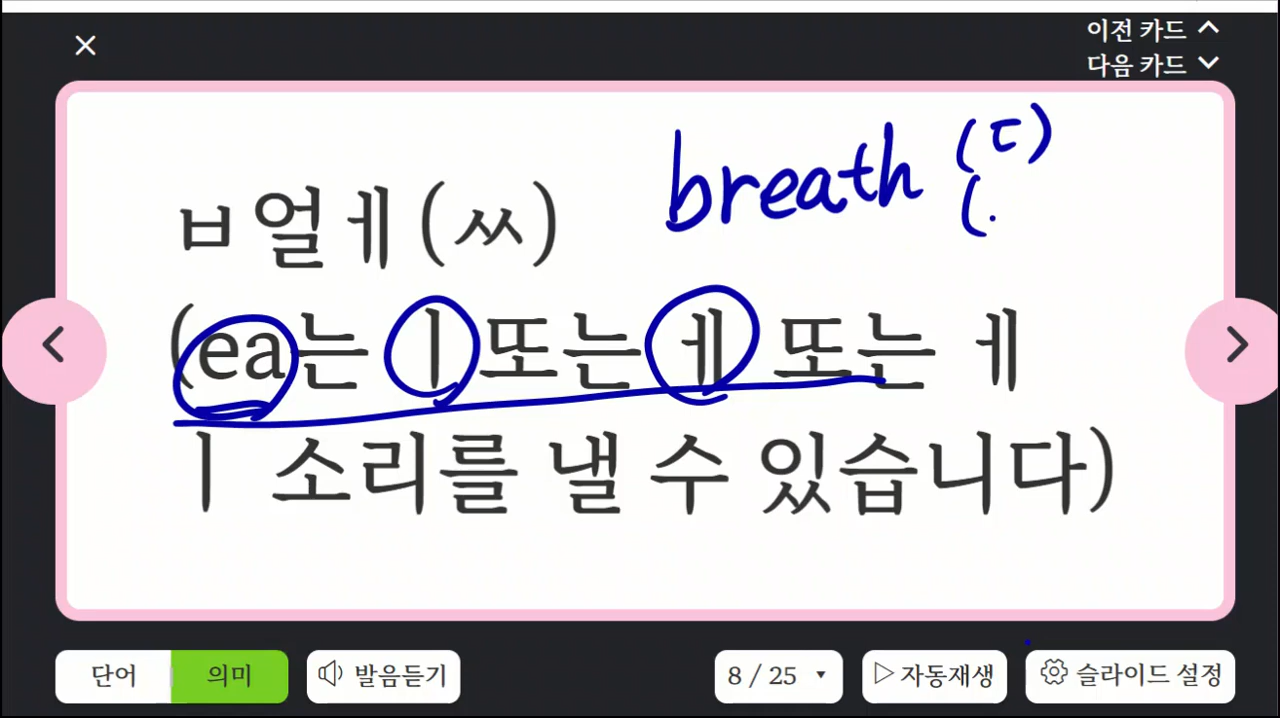 이전 카드
다음 카드
breath (ㄷ)
ㅂ얼ㅔ(ㅆ)
(ea는 ㅣ또는ㅔ 또는 ㅔ
ㅣ 소리를 낼 수 있습니다)
단어 의미 발음듣기 8 / 25 자동재생 슬라이드 설정